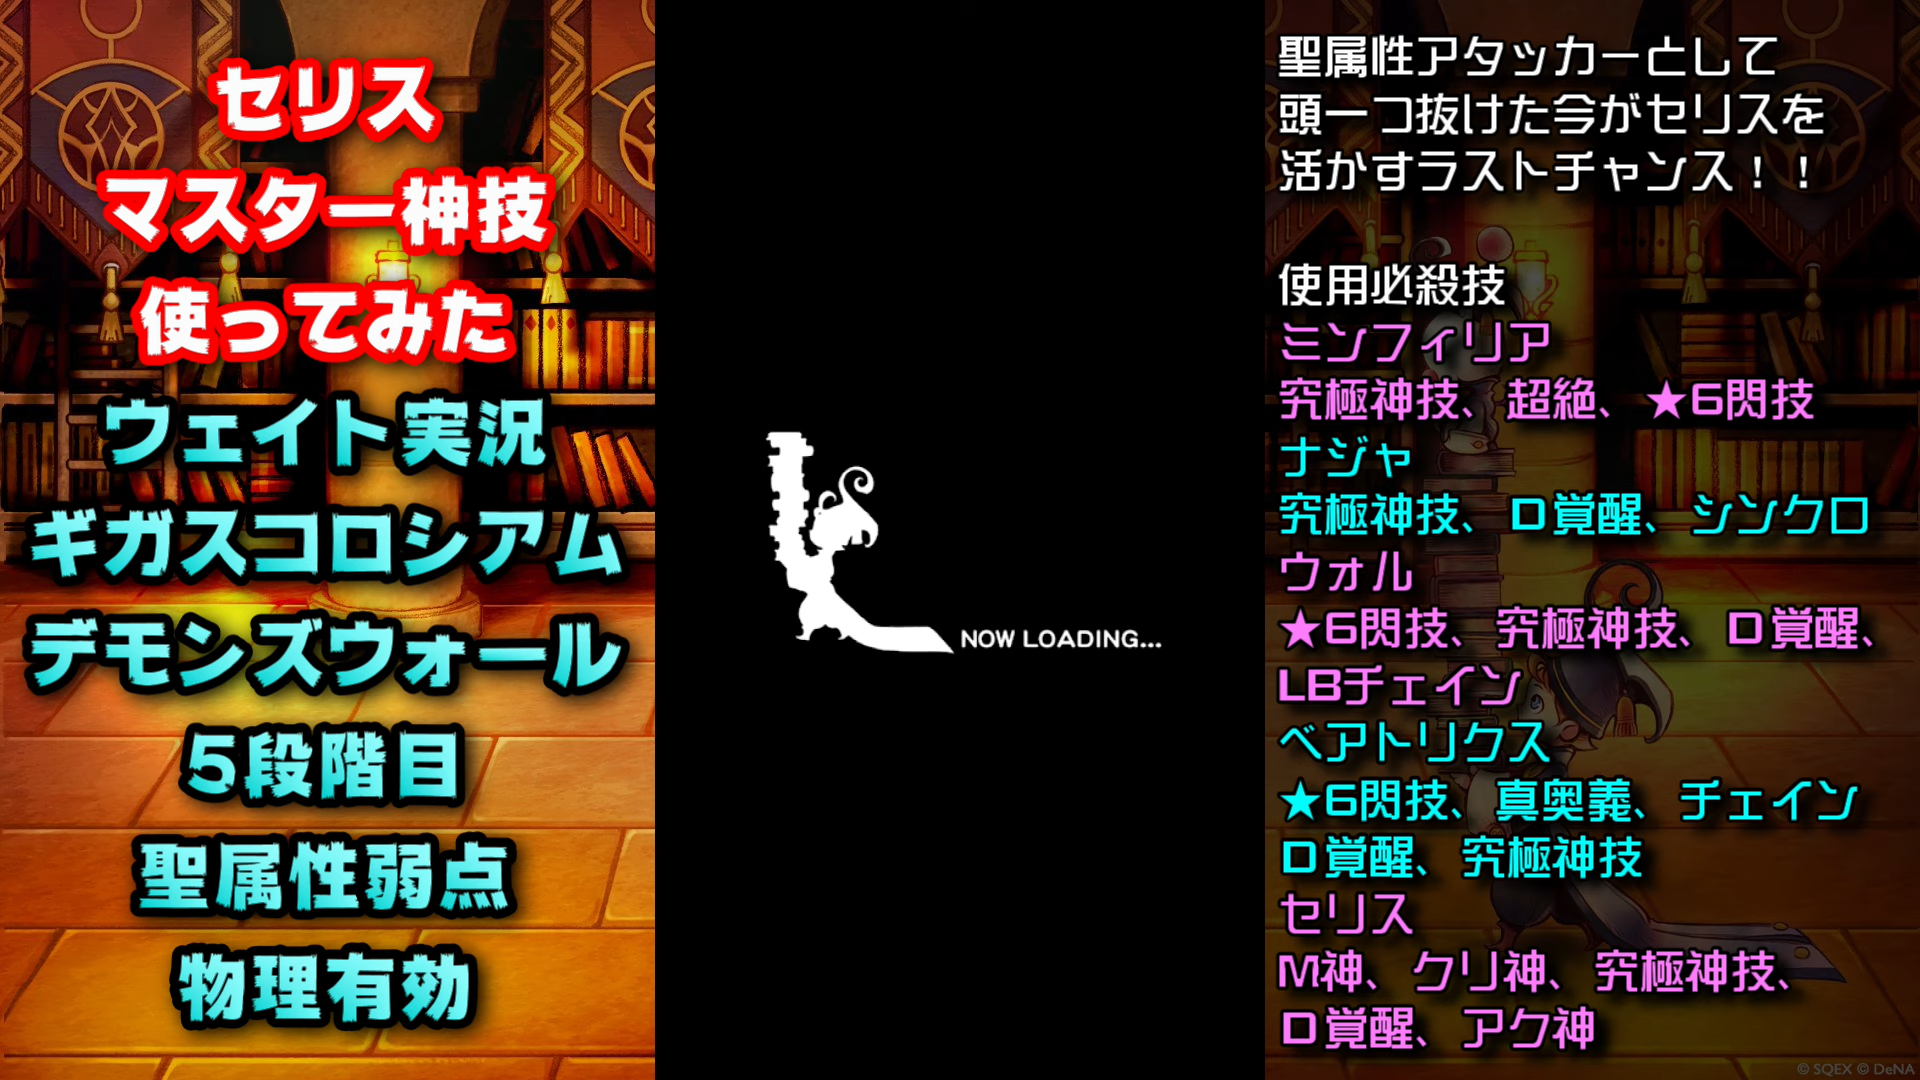 セリス
マスター神技
使ってみた
ウェイト実況
ギガスコロシアム
デモンズウォール
5段階目
聖属性弱点
物理有効
NOW LOADING...
聖属性アタッカーとして
頭一つ抜けた今がセリスを
活かすラストチャンス！！
使用必殺技
ミンフィリア
究極神技、超絶、★6閃技
ナジャ
究極神技、ロ覚醒、シンクロ
ウォル
★6閃技、究極神技、ロ覚醒、
LBチェイン
ベアトリクス
★6閃技、真奥義、チェイン
ロ覚醒、究極神技
セリス
M神、クリ神、究極神技、
ロ覚醒、アク神
© SQEX © DeNA